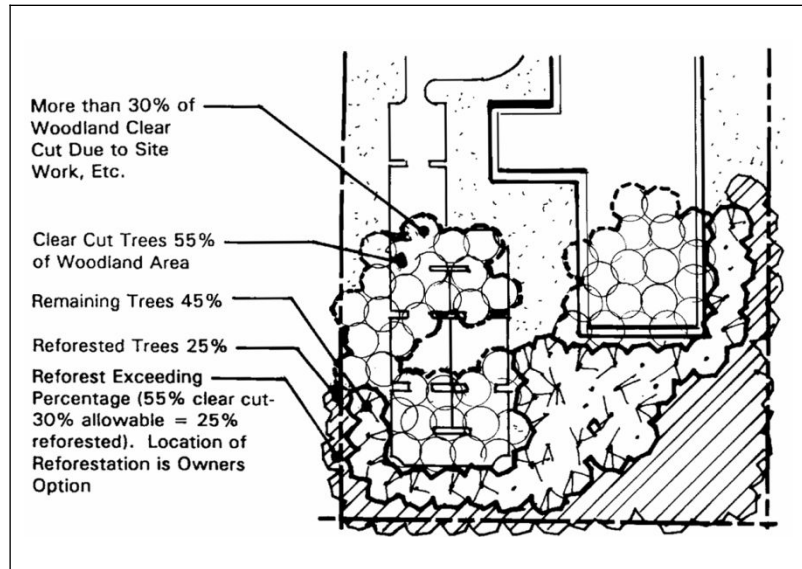 More than 30% of
Woodland Clear
Cut Due to Site
Work, Etc.
Clear Cut Trees 55%
of Woodland Area
Remaining Trees 45%
Reforested Trees 25%
Reforest Exceeding
Percentage (55% clear cut-
30% allowable = 25%
reforested). Location of
Reforestation is Owners
Option